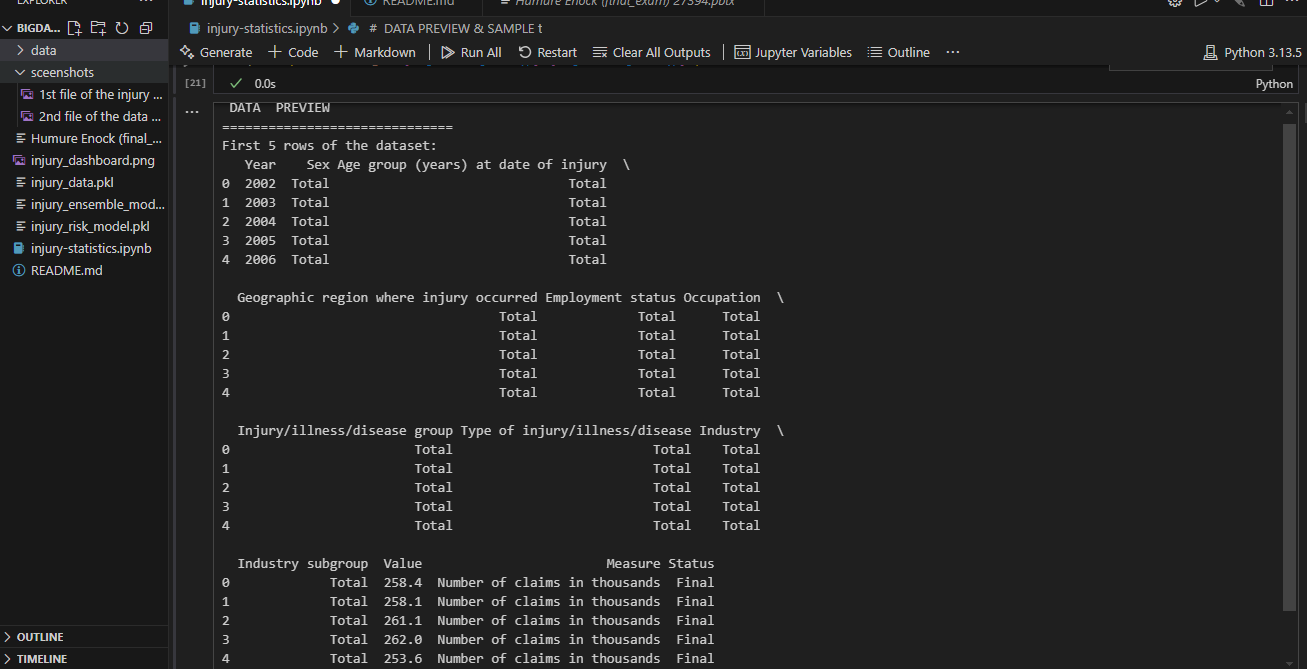 EXPLORER
BIGDA...
data
sceenshots
1st file of the injury ...
2nd file of the data ...
Humure Enock (final_...
injury_dashboard.png
injury_data.pkl
injury_ensemble_mod...
injury_risk_model.pkl
injury-statistics.ipynb
README.md
OUTLINE
TIMELINE
injury-statistics.ipynb
README.md
Humure Enock (final_exam) 27394.pbix
injury-statistics.ipynb > # DATA PREVIEW & SAMPLE t
Generate + Code + Markdown Run All Restart Clear All Outputs Jupyter Variables Outline ... Python 3.13.5
[21] 0.0s Python
DATA PREVIEW
==============================
First 5 rows of the dataset:
Year Sex Age group (years) at date of injury \
0 2002 Total Total
1 2003 Total Total
2 2004 Total Total
3 2005 Total Total
4 2006 Total Total
Geographic region where injury occurred Employment status Occupation \
0 Total Total Total
1 Total Total Total
2 Total Total Total
3 Total Total Total
4 Total Total Total
Injury/illness/disease group Type of injury/illness/disease Industry \
0 Total Total Total
1 Total Total Total
2 Total Total Total
3 Total Total Total
4 Total Total Total
Industry subgroup Value Measure Status
0 Total 258.4 Number of claims in thousands Final
1 Total 258.1 Number of claims in thousands Final
2 Total 261.1 Number of claims in thousands Final
3 Total 262.0 Number of claims in thousands Final
4 Total 253.6 Number of claims in thousands Final